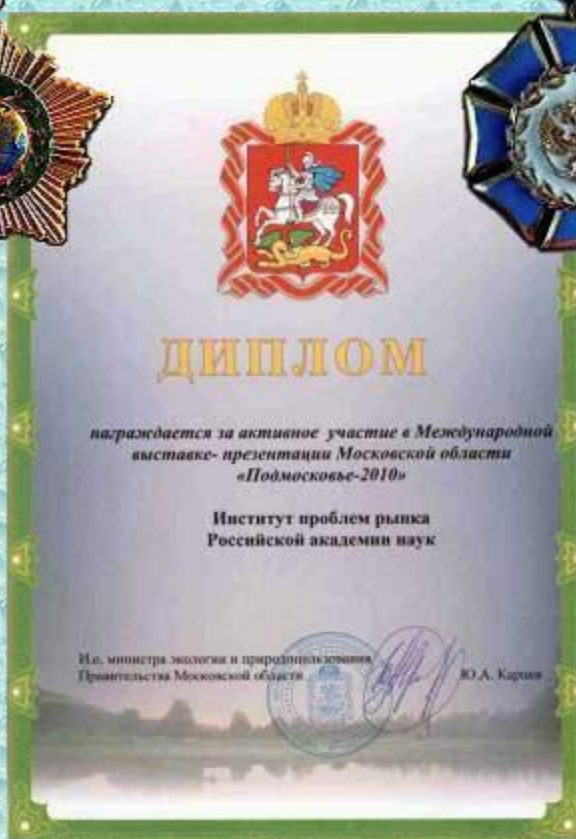 ДИПЛОМ
награждается за активное участие в Международной
выставке- презентации Московской области
«Подмосковье-2010»
Институт проблем рынка
Российской академии наук
И.о. министра экологии и природопользования
Правительства Московской области
Ю.А.